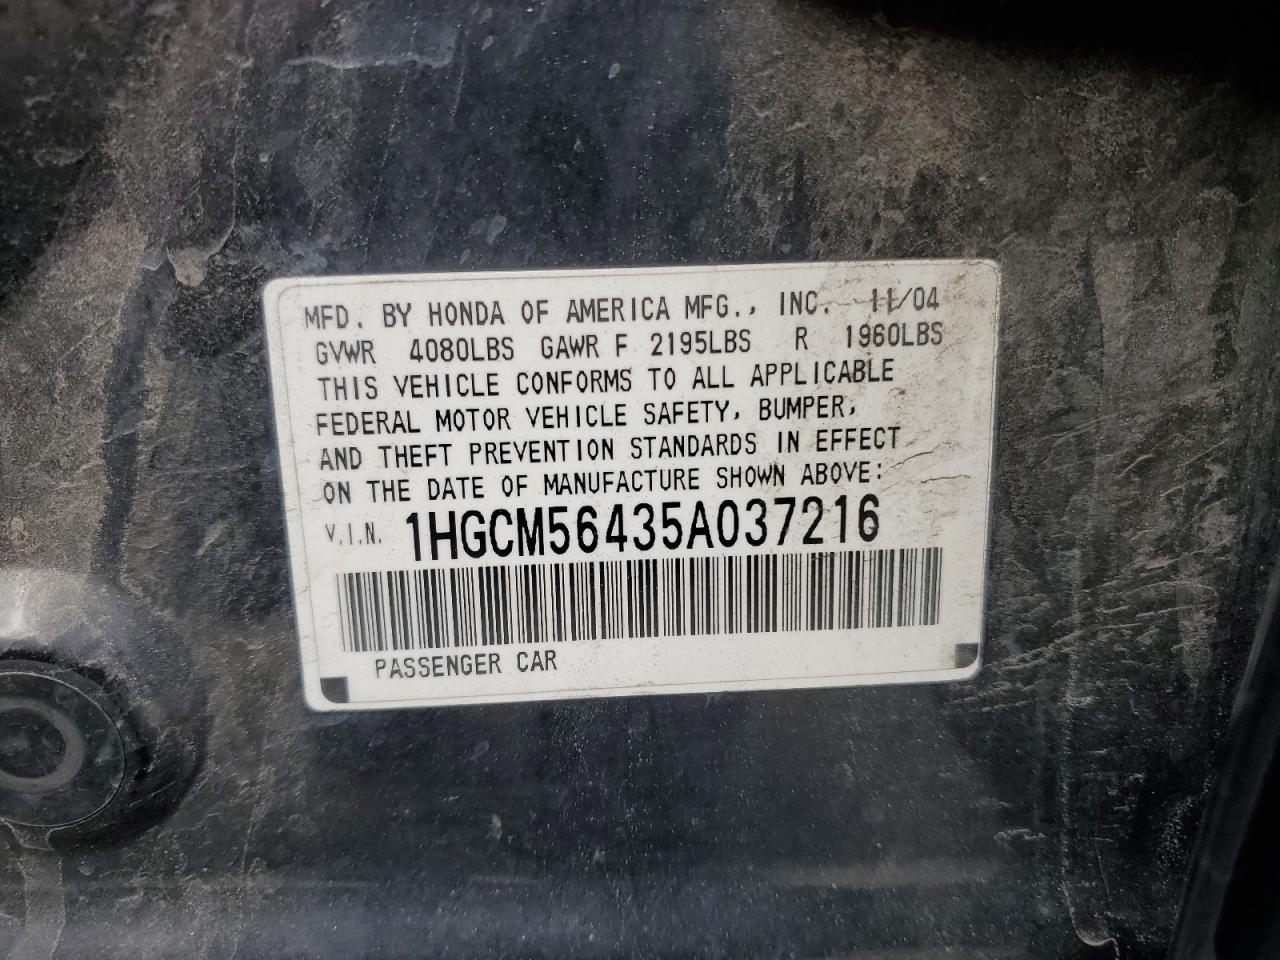 MFD. BY HONDA OF AMERICA MFG., INC. 11/04
GVWR 4080LBS GAWR F 2195LBS R 1960LBS
THIS VEHICLE CONFORMS TO ALL APPLICABLE
FEDERAL MOTOR VEHICLE SAFETY, BUMPER,
AND THEFT PREVENTION STANDARDS IN EFFECT
ON THE DATE OF MANUFACTURE SHOWN ABOVE:
V.I.N. 1HGCM56435A037216
PASSENGER CAR